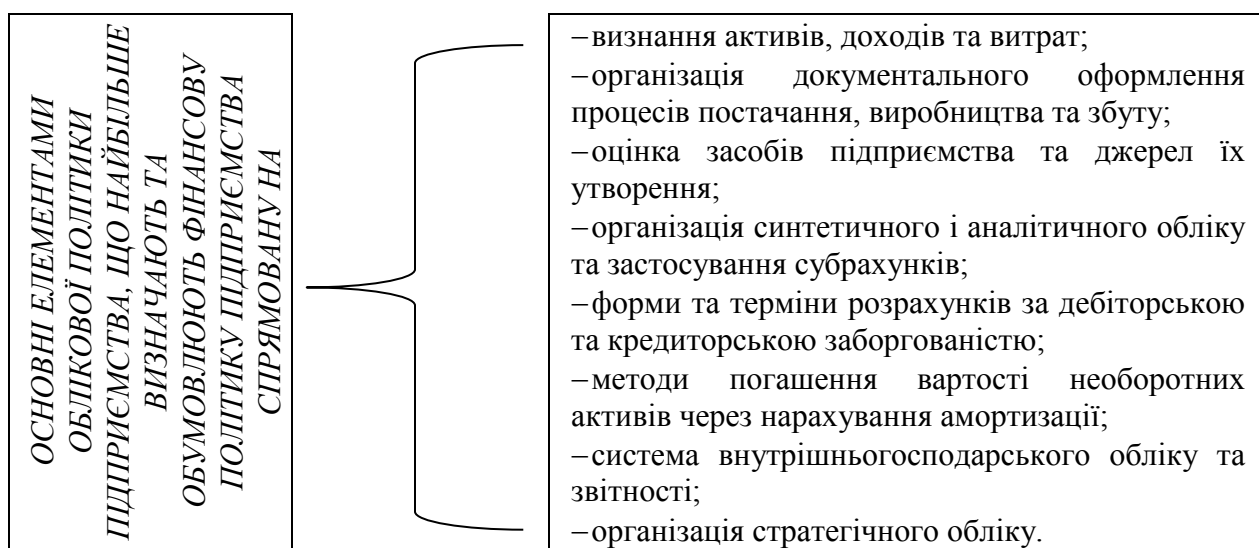 ОСНОВНІ ЕЛЕМЕНТАМИ
ОБЛІКОВОЇ ПОЛІТИКИ
ПІДПРИЄМСТВА, ЩО НАЙБІЛЬШЕ
ВИЗНАЧАЮТЬ ТА
ОБУМОВЛЮЮТЬ ФІНАНСОВУ
ПОЛІТИКУ ПІДПРИЄМСТВА
СПРЯМОВАНУ НА
−визнання активів, доходів та витрат;
−організація документального оформлення
процесів постачання, виробництва та збуту;
−оцінка засобів підприємства та джерел їх
утворення;
−організація синтетичного і аналітичного обліку
та застосування субрахунків;
−форми та терміни розрахунків за дебіторською
та кредиторською заборгованістю;
−методи погашення вартості необоротних
активів через нарахування амортизації;
−система внутрішньогосподарського обліку та
звітності;
−організація стратегічного обліку.